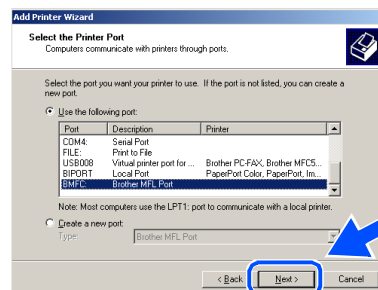 Add Printer Wizard
Select the Printer Port
Computers communicate with printers through ports.
Select the port you want your printer to use. If the port is not listed, you can create a
new port.
Use the following port:
Port Description Printer
COM4: Serial Port
FILE: Print to File
USB008 Virtual printer port for ... Brother PC-FAX, Brother MFC5...
BIPORT Local Port PaperPort Color, PaperPort, Im...
BMFC: Brother MFL Port
Note: Most computers use the LPT1: port to communicate with a local printer.
Create a new port:
Type: Brother MFL Port
< Back Next > Cancel